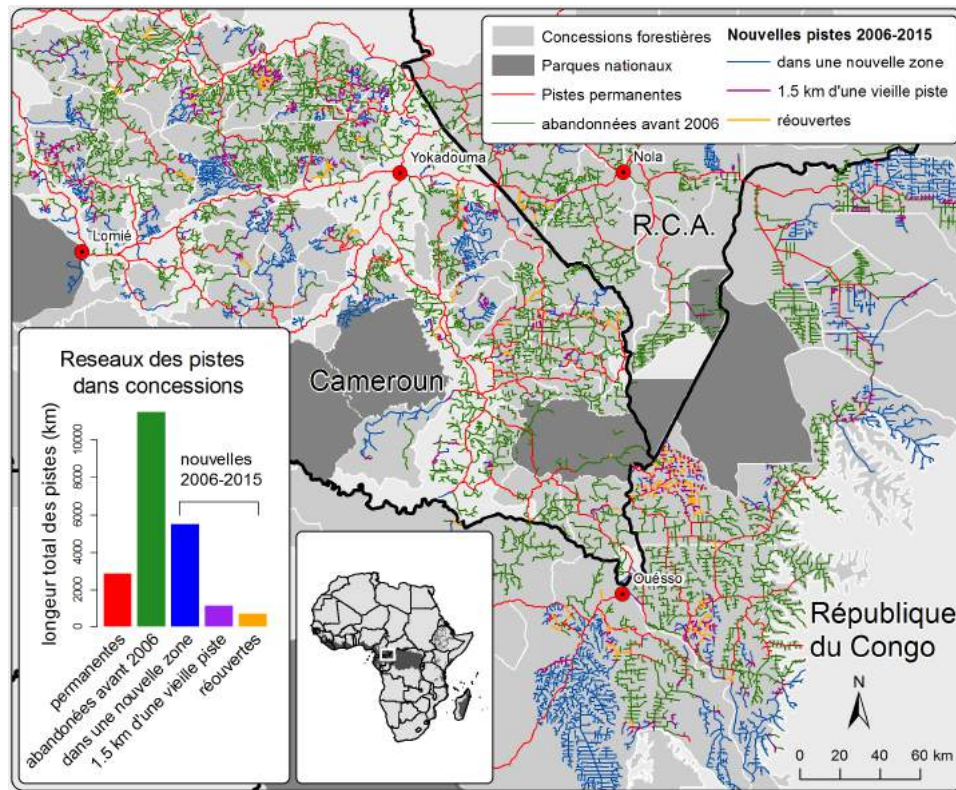 Concessions forestières
Parques nationaux
Pistes permanentes
abandonnées avant 2006
Nouvelles pistes 2006-2015
dans une nouvelle zone
1.5 km d'une vieille piste
réouvertes
Yokadouma
Nola
R.C.A.
Lomié
Cameroun
Ouésso
République
du Congo
N
0 20 40 60 km
Reseaux des pistes
dans concessions
longeur total des pistes (km)
0 2000 4000 6000 8000 10000
nouvelles
2006-2015
permanentes
abandonées avant 2006
dans une nouvelle zone
1.5 km d'une vieille piste
réouvertes